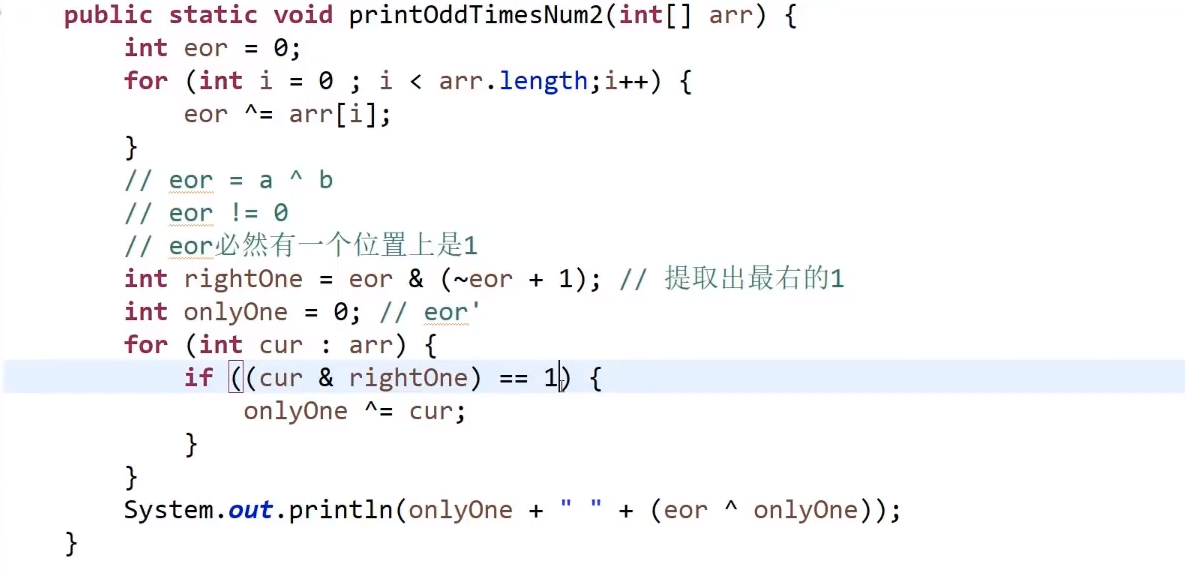 public static void printOddTimesNum2(int[] arr) {
    int eor = 0;
    for (int i = 0 ; i < arr.length;i++) {
        eor ^= arr[i];
    }
    // eor = a ^ b
    // eor != 0
    // eor必然有一个位置上是1
    int rightOne = eor & (~eor + 1); // 提取出最右的1
    int onlyOne = 0; // eor'
    for (int cur : arr) {
        if ((cur & rightOne) == 1) {
            onlyOne ^= cur;
        }
    }
    System.out.println(onlyOne + " " + (eor ^ onlyOne));
}